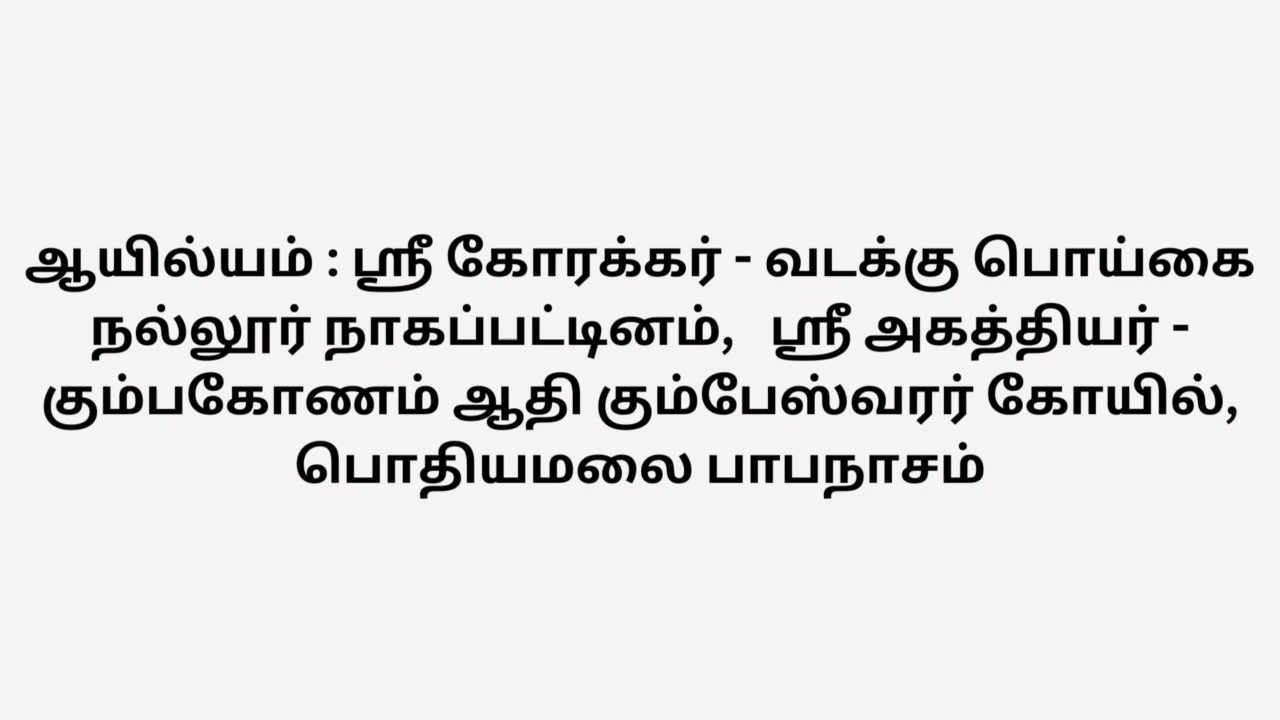 ஆயில்யம் : ஸ்ரீ கோரக்கர் - வடக்கு பொய்கை
நல்லூர் நாகப்பட்டினம், ஸ்ரீ அகத்தியர் -
கும்பகோணம் ஆதி கும்பேஸ்வரர் கோயில்,
பொதியமலை பாபநாசம்